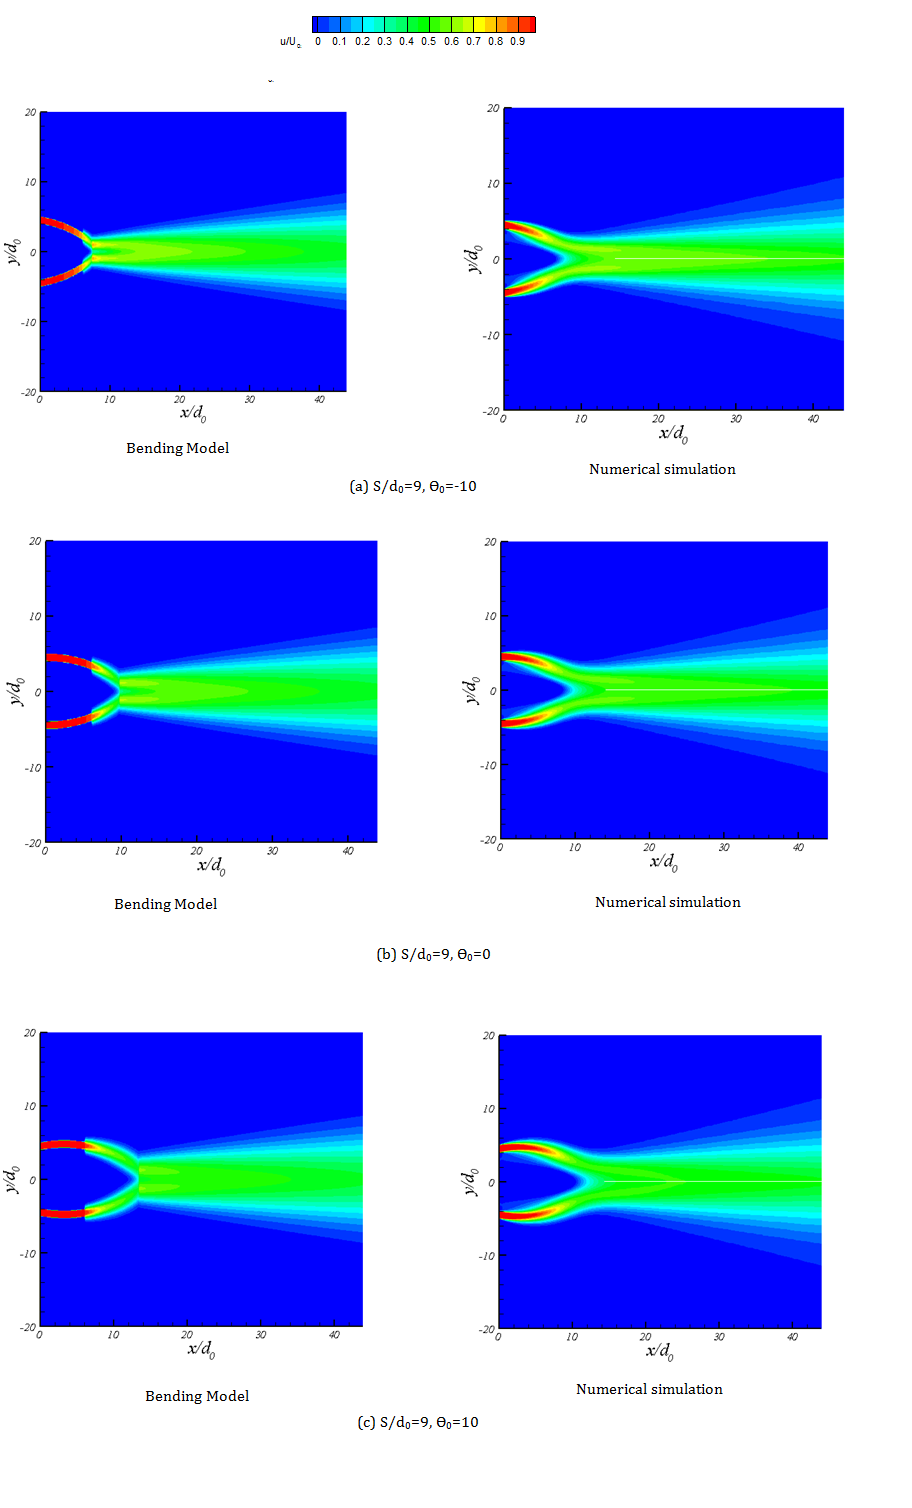 u/Uₒ 0 0.1 0.2 0.3 0.4 0.5 0.6 0.7 0.8 0.9
20
10
0
-10
-20
y/d₀
0 10 20 30 40
x/d₀
Bending Model
20
10
0
-10
-20
y/d₀
0 10 20 30 40
x/d₀
Numerical simulation
(a) S/d₀=9, ϴ₀=-10
20
10
0
-10
-20
y/d₀
0 10 20 30 40
x/d₀
Bending Model
20
10
0
-10
-20
y/d₀
0 10 20 30 40
x/d₀
Numerical simulation
(b) S/d₀=9, ϴ₀=0
20
10
0
-10
-20
y/d₀
0 10 20 30 40
x/d₀
Bending Model
20
10
0
-10
-20
y/d₀
0 10 20 30 40
x/d₀
Numerical simulation
(c) S/d₀=9, ϴ₀=10